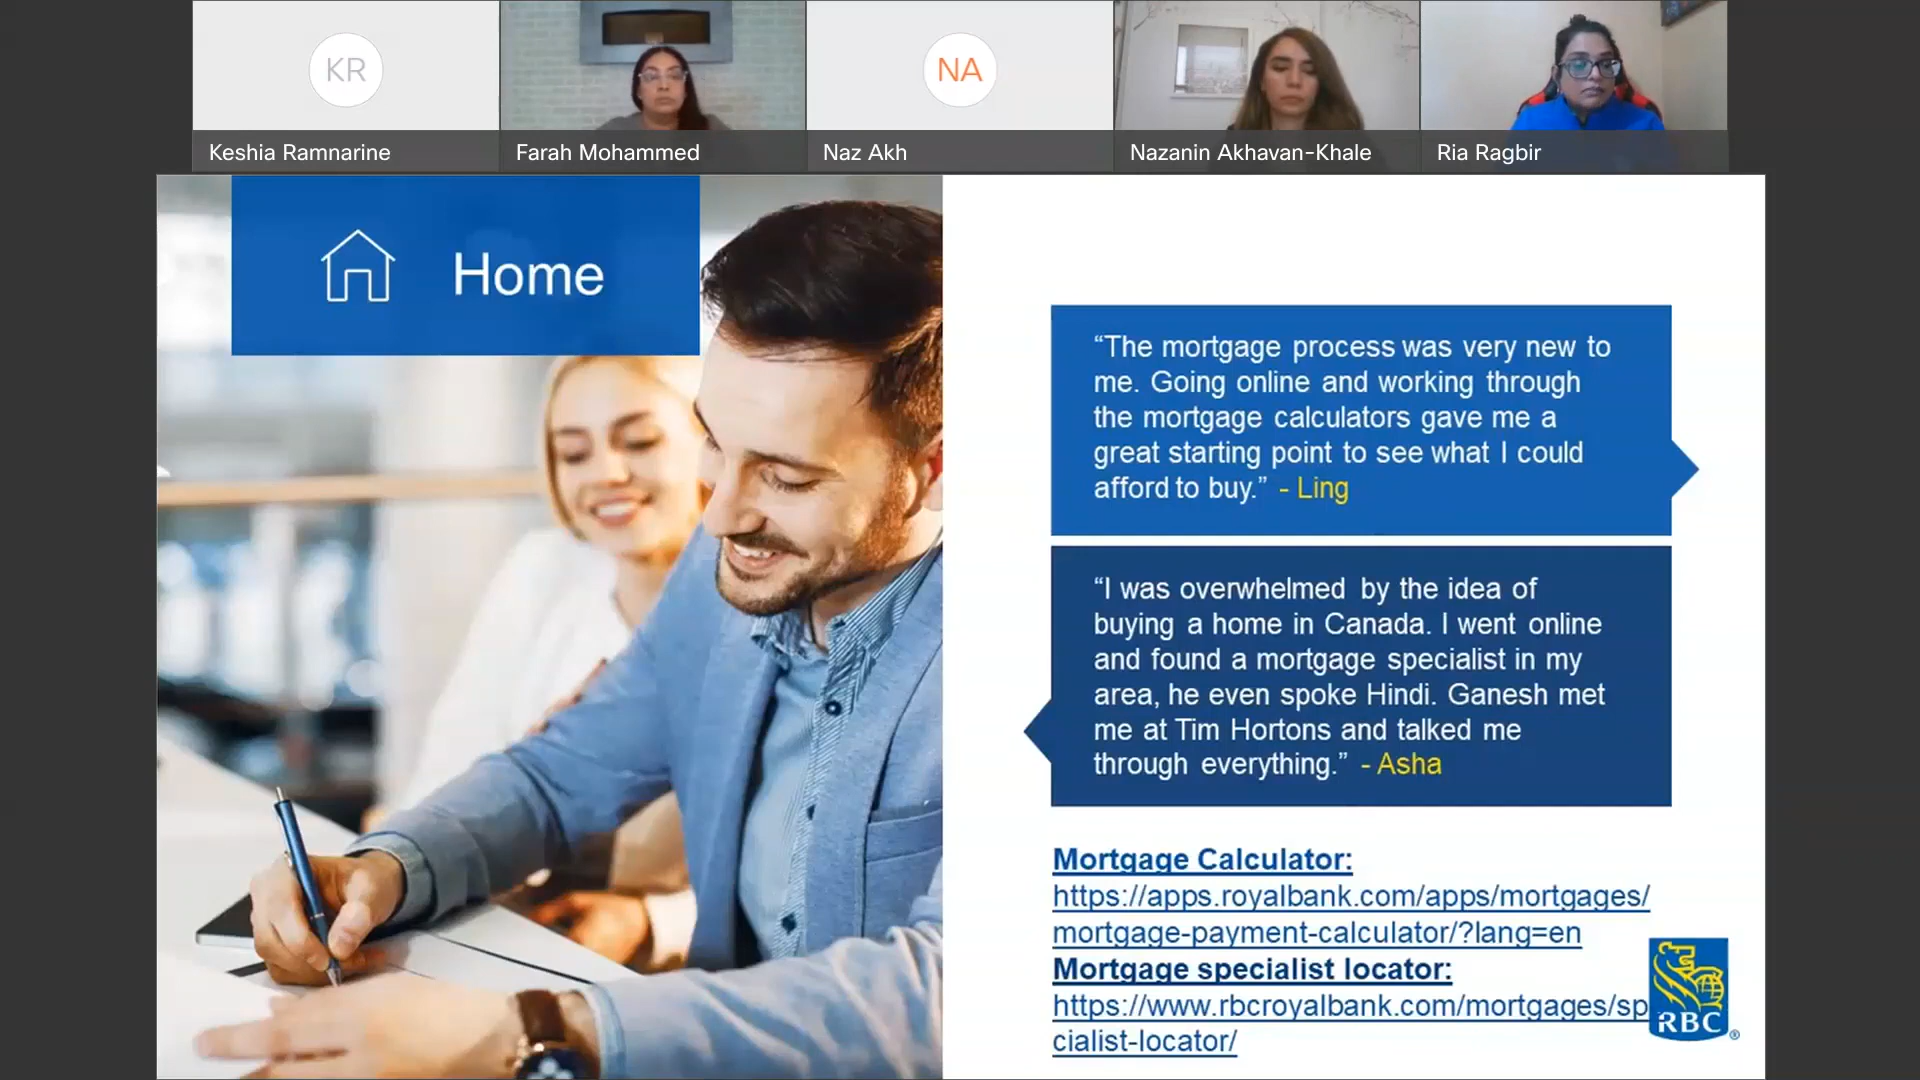 KR
NA
Keshia Ramnarine
Farah Mohammed
Naz Akh
Nazanin Akhavan-Khale
Ria Ragbir
Home
“The mortgage process was very new to
me. Going online and working through
the mortgage calculators gave me a
great starting point to see what I could
afford to buy.” - Ling
“I was overwhelmed by the idea of
buying a home in Canada. I went online
and found a mortgage specialist in my
area, he even spoke Hindi. Ganesh met
me at Tim Hortons and talked me
through everything.” - Asha
Mortgage Calculator:
https://apps.royalbank.com/apps/mortgages/
mortgage-payment-calculator/?lang=en
Mortgage specialist locator:
https://www.rbcroyalbank.com/mortgages/sp
cialist-locator/
RBC ®